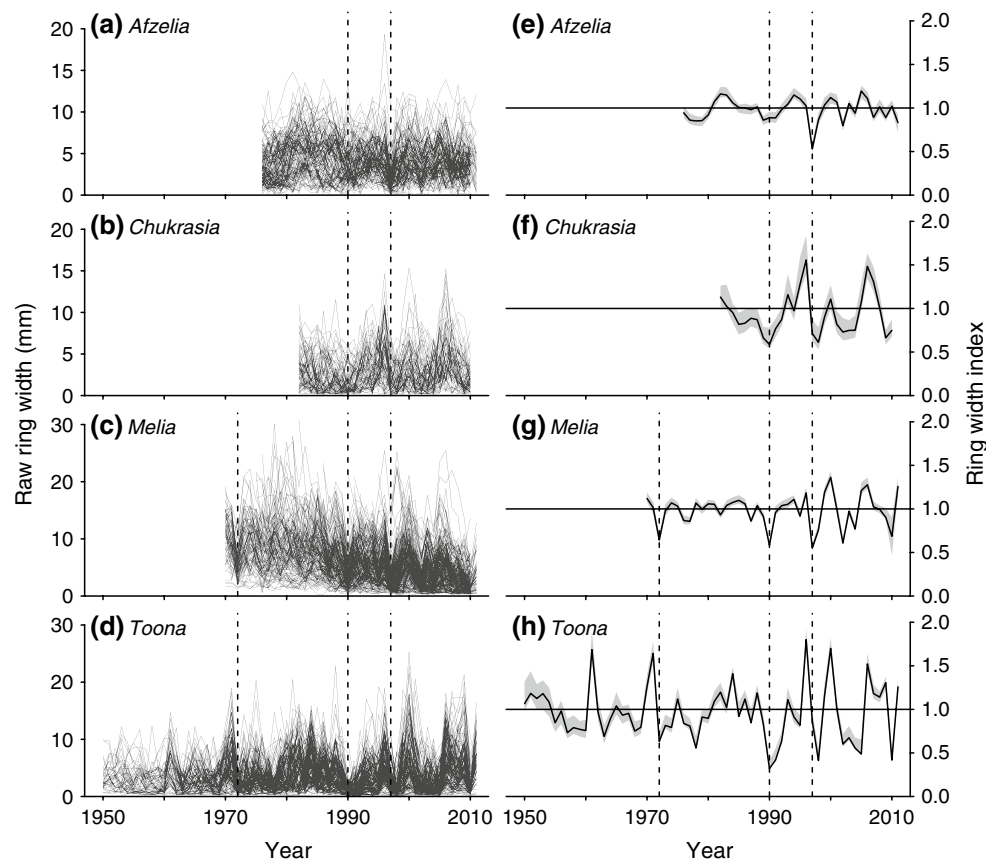 (a) Afzelia
20
15
10
5
0
(e) Afzelia
2.0
1.5
1.0
0.5
0.0
(b) Chukrasia
20
15
10
5
0
(f) Chukrasia
2.0
1.5
1.0
0.5
0.0
(c) Melia
30
20
10
0
(g) Melia
2.0
1.5
1.0
0.5
0.0
(d) Toona
30
20
10
0
(h) Toona
2.0
1.5
1.0
0.5
0.0
Raw ring width (mm)
Ring width index
1950 1970 1990 2010
1950 1970 1990 2010
Year
Year